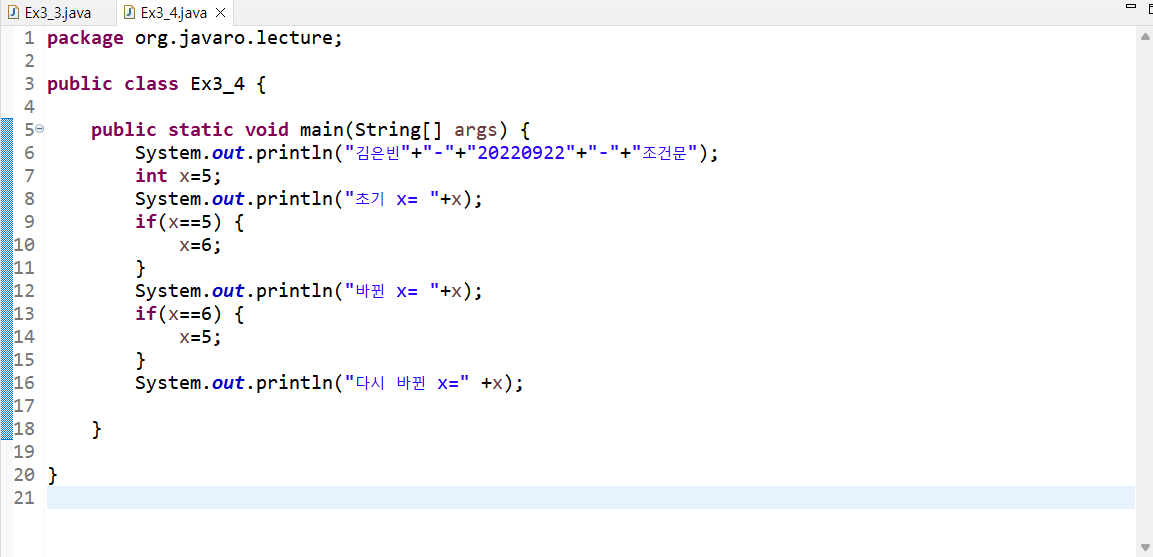 Ex3_3.java Ex3_4.java
1 package org.javaro.lecture;
2
3 public class Ex3_4 {
4
5 public static void main(String[] args) {
6 System.out.println("김은빈"+"-"+"20220922"+"-"+"조건문");
7 int x=5;
8 System.out.println("초기 x= "+x);
9 if(x==5) {
10 x=6;
11 }
12 System.out.println("바뀐 x= "+x);
13 if(x==6) {
14 x=5;
15 }
16 System.out.println("다시 바뀐 x=" +x);
17
18 }
19
20 }
21